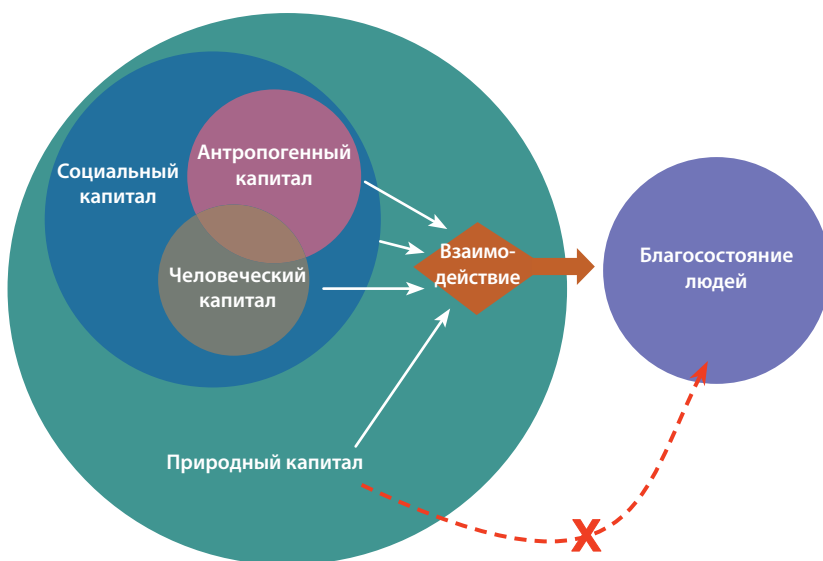 Антропогенный
капитал
Социальный
капитал
Человеческий
капитал
Взаимо-
действие
Благосостояние
людей
Природный капитал
X